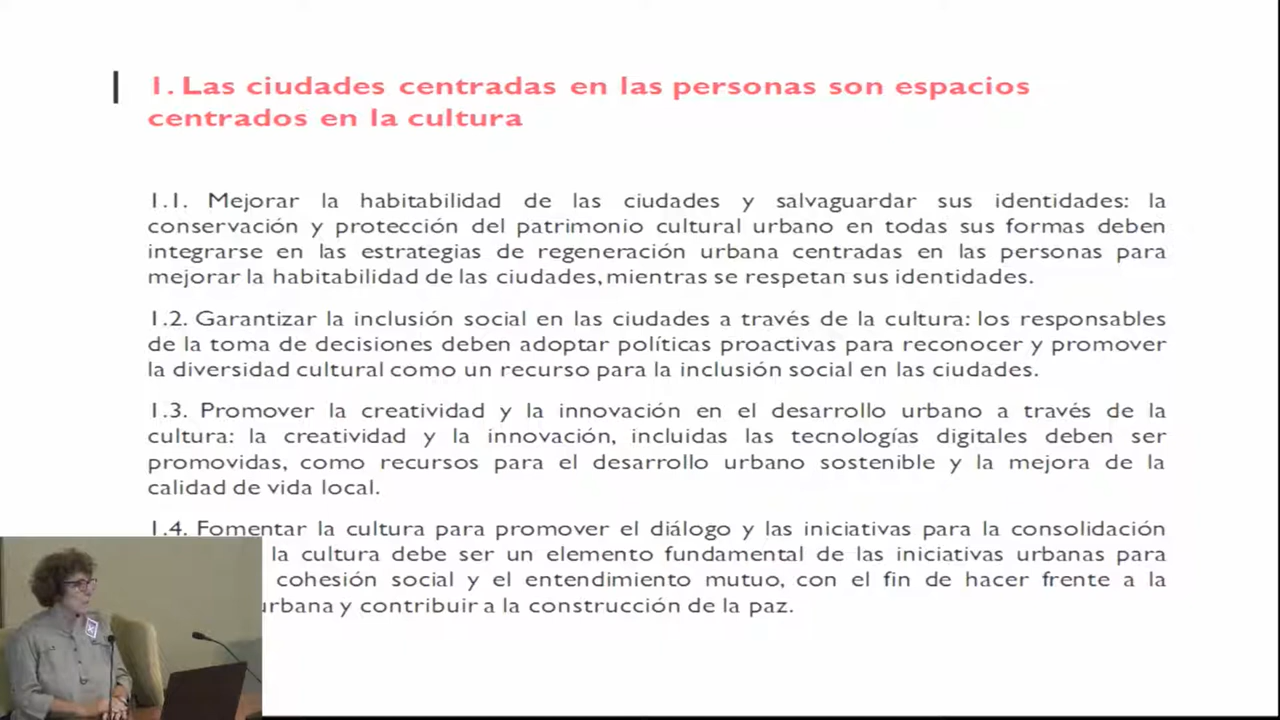 1. Las ciudades centradas en las personas son espacios
centrados en la cultura
1.1. Mejorar la habitabilidad de las ciudades y salvaguardar sus identidades: la
conservación y protección del patrimonio cultural urbano en todas sus formas deben
integrarse en las estrategias de regeneración urbana centradas en las personas para
mejorar la habitabilidad de las ciudades, mientras se respetan sus identidades.
1.2. Garantizar la inclusión social en las ciudades a través de la cultura: los responsables
de la toma de decisiones deben adoptar políticas proactivas para reconocer y promover
la diversidad cultural como un recurso para la inclusión social en las ciudades.
1.3. Promover la creatividad y la innovación en el desarrollo urbano a través de la
cultura: la creatividad y la innovación, incluidas las tecnologías digitales deben ser
promovidas, como recursos para el desarrollo urbano sostenible y la mejora de la
calidad de vida local.
1.4. Fomentar la cultura para promover el diálogo y las iniciativas para la consolidación
la cultura debe ser un elemento fundamental de las iniciativas urbanas para
cohesión social y el entendimiento mutuo, con el fin de hacer frente a la
urbana y contribuir a la construcción de la paz.